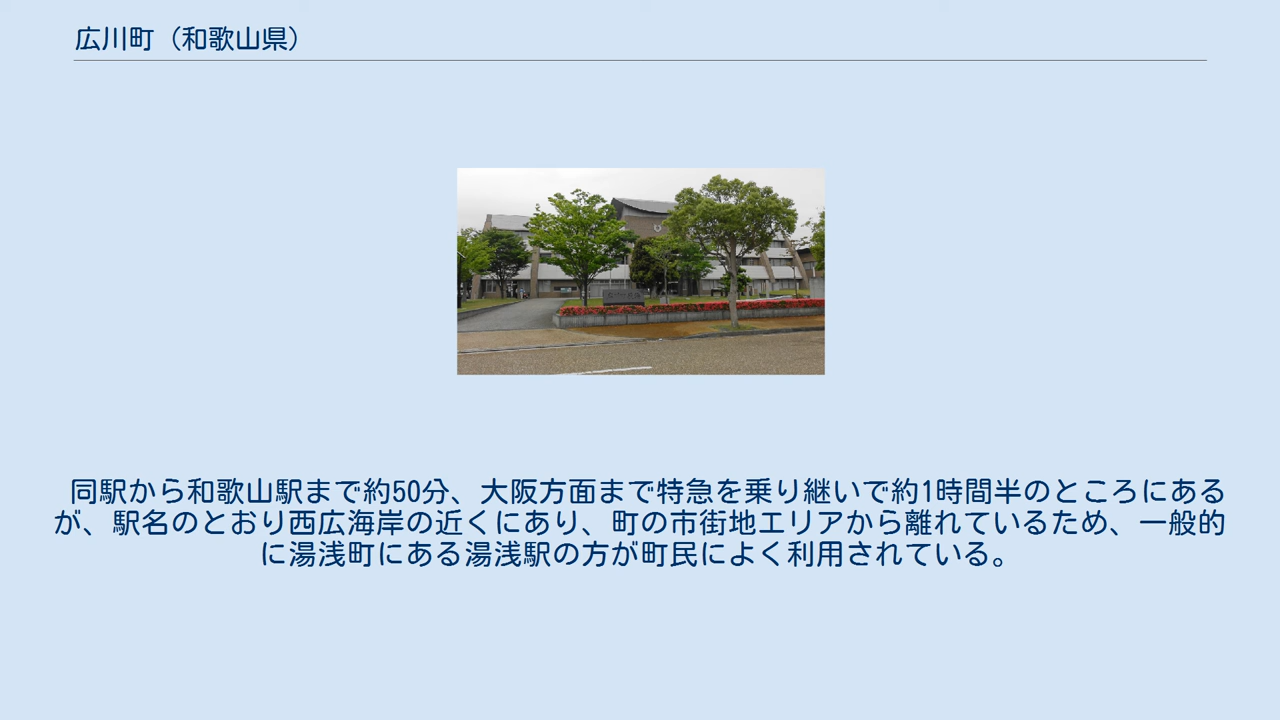 広川町（和歌山県）
同駅から和歌山駅まで約50分、大阪方面まで特急を乗り継いで約1時間半のところにある
が、駅名のとおり西広海岸の近くにあり、町の市街地エリアから離れているため、一般的
に湯浅町にある湯浅駅の方が町民によく利用されている。